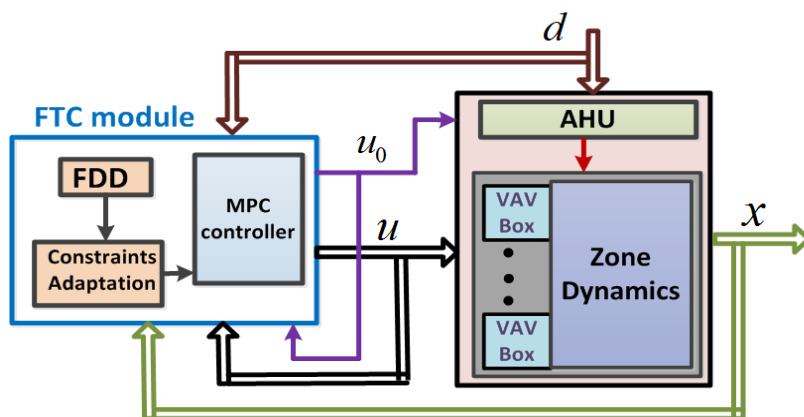 d
FTC module
AHU
u₀
FDD
MPC
controller
VAV
Box
x
u
Constraints
Adaptation
Zone
Dynamics
VAV
Box